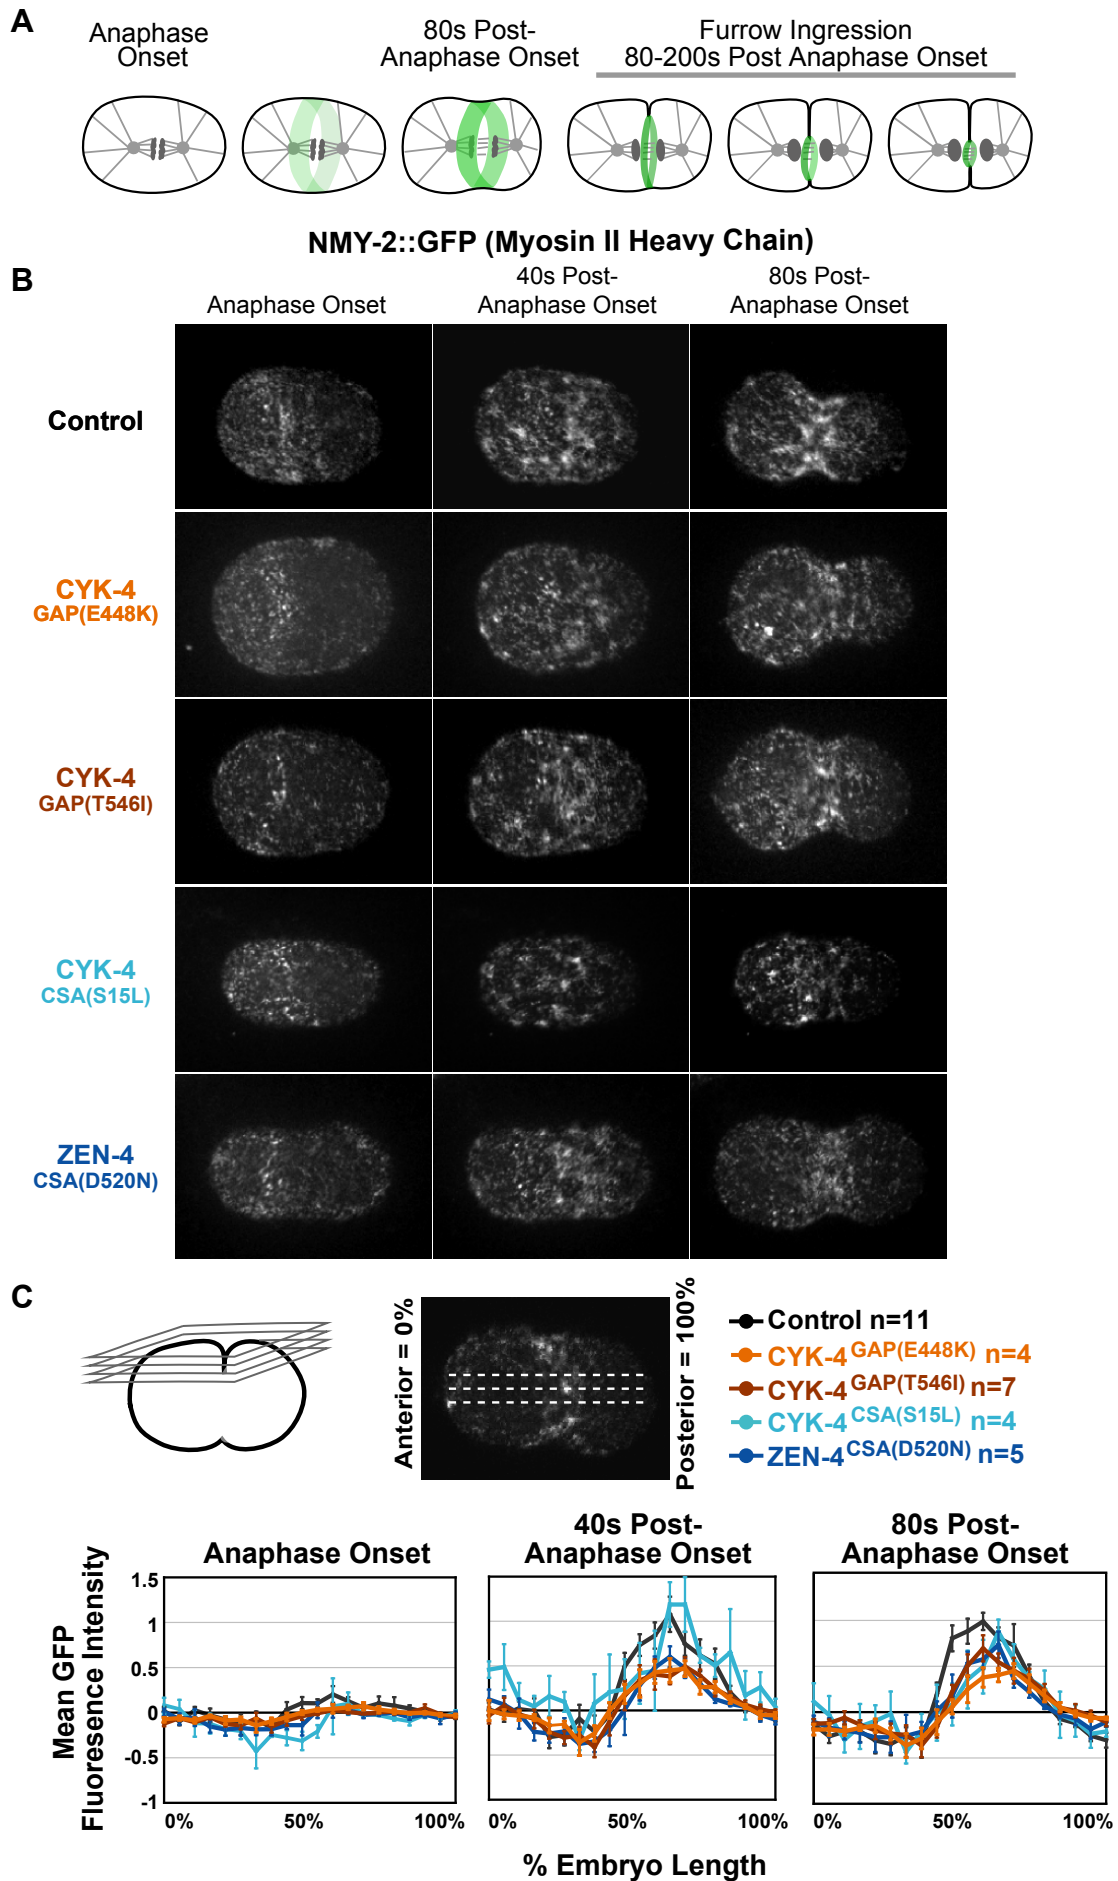 A
Anaphase
Onset
80s Post-
Anaphase Onset
Furrow Ingression
80-200s Post Anaphase Onset
NMY-2::GFP (Myosin II Heavy Chain)
B
Anaphase Onset
40s Post-
Anaphase Onset
80s Post-
Anaphase Onset
Control
CYK-4
GAP(E448K)
CYK-4
GAP(T546I)
CYK-4
CSA(S15L)
ZEN-4
CSA(D520N)
C
Anterior = 0%
Posterior = 100%
Control n=11
CYK-4 GAP(E448K) n=4
CYK-4 GAP(T546I) n=7
CYK-4 CSA(S15L) n=4
ZEN-4 CSA(D520N) n=5
Anaphase Onset
40s Post-
Anaphase Onset
80s Post-
Anaphase Onset
Mean GFP
Fluoresence Intensity
1.5
1
0.5
0
-0.5
-1
0% 50% 100%
0% 50% 100%
0% 50% 100%
% Embryo Length